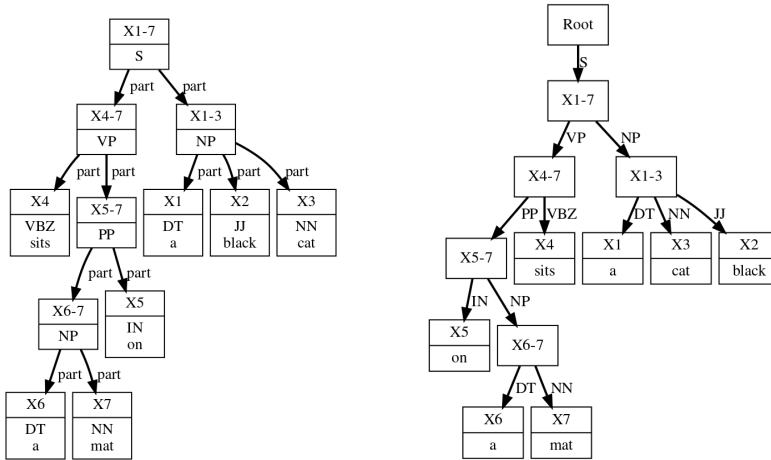 X1-7
S
part part
X4-7
VP
X1-3
NP
part part part part part
X4
VBZ
sits
X5-7
PP
X1
DT
a
X2
JJ
black
X3
NN
cat
part part
X6-7
NP
X5
IN
on
part part
X6
DT
a
X7
NN
mat
Root
S
X1-7
VP NP
X4-7 X1-3
PP VBZ DT NN JJ
X5-7
X4
sits
X1
a
X3
cat
X2
black
IN NP
X5
on
X6-7
DT NN
X6
a
X7
mat